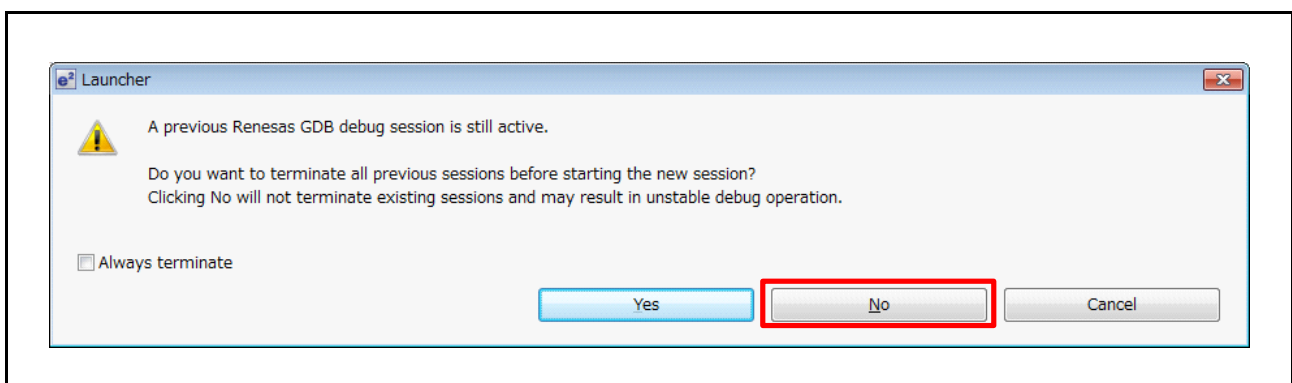 e² Launcher
A previous Renesas GDB debug session is still active.
Do you want to terminate all previous sessions before starting the new session?
Clicking No will not terminate existing sessions and may result in unstable debug operation.
Always terminate
Yes No Cancel